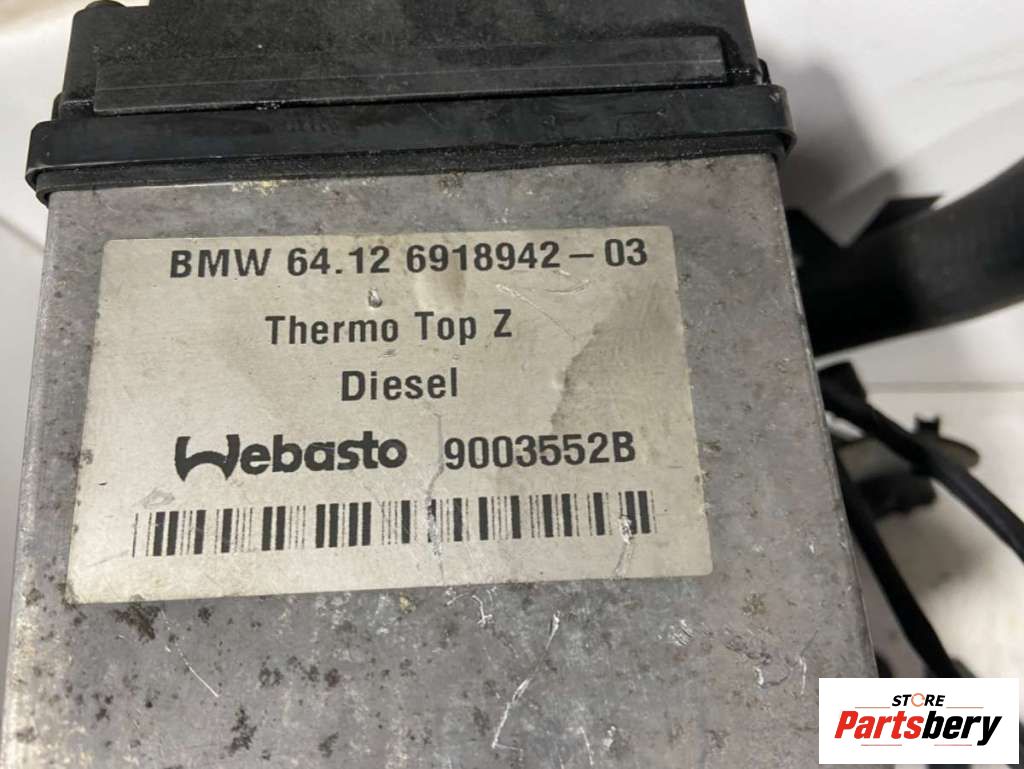 BMW 64.12 6918942-03
Thermo Top Z
Diesel
Webasto 9003552B
STORE
Partsbery